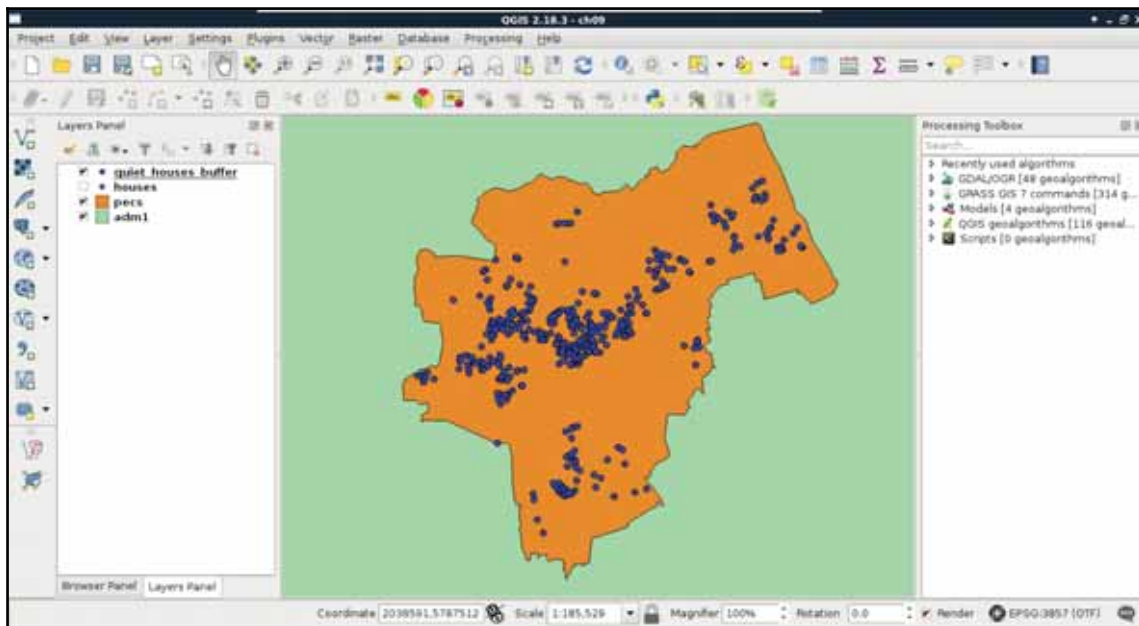 QGIS 2.18.3 - ch09
Project Edit View Layer Settings Plugins Vector Raster Database Processing Help
Layers Panel
quiet_houses_buffer
houses
pecs
adm1
Browser Panel Layers Panel
Processing Toolbox
Search...
Recently used algorithms
GDAL/OGR [48 geoalgorithms]
GRASS GIS 7 commands [314 g...
Models [4 geoalgorithms]
QGIS geoalgorithms [116 geoal...
Scripts [0 geoalgorithms]
Coordinate 2038591,5787512 Scale 1:185,529 Magnifier 100% Rotation 0.0 Render EPSG:3857 (OTF)